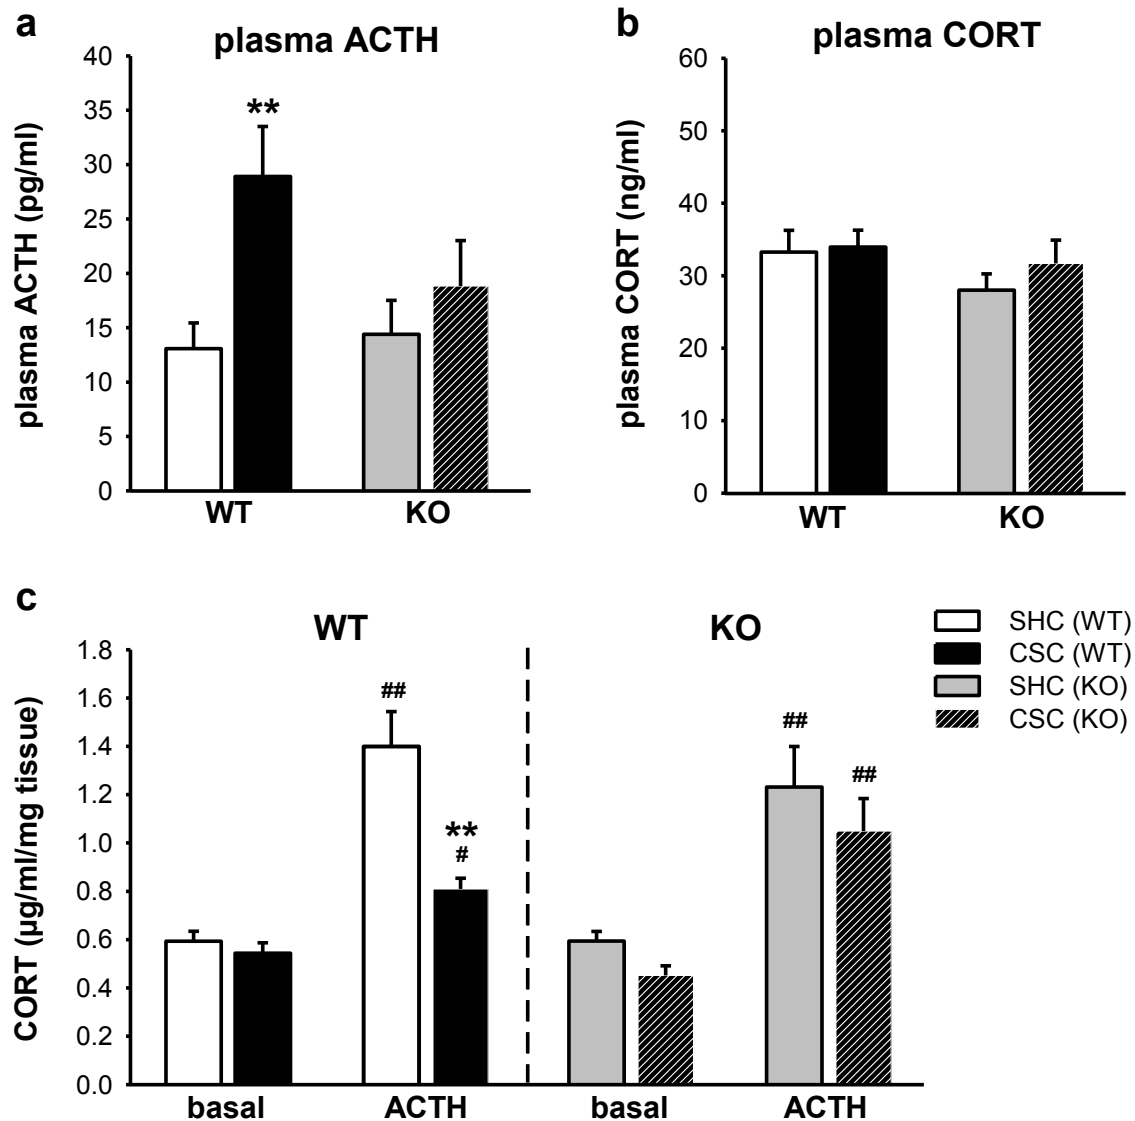 a
plasma ACTH
plasma ACTH (pg/ml)
40
35
30
25
20
15
10
5
0
**
WT
KO
b
plasma CORT
plasma CORT (ng/ml)
60
50
40
30
20
10
0
WT
KO
c
WT
KO
CORT (µg/ml/mg tissue)
1.8
1.6
1.4
1.2
1.0
0.8
0.6
0.4
0.2
0.0
##
**
#
##
##
basal
ACTH
basal
ACTH
SHC (WT)
CSC (WT)
SHC (KO)
CSC (KO)